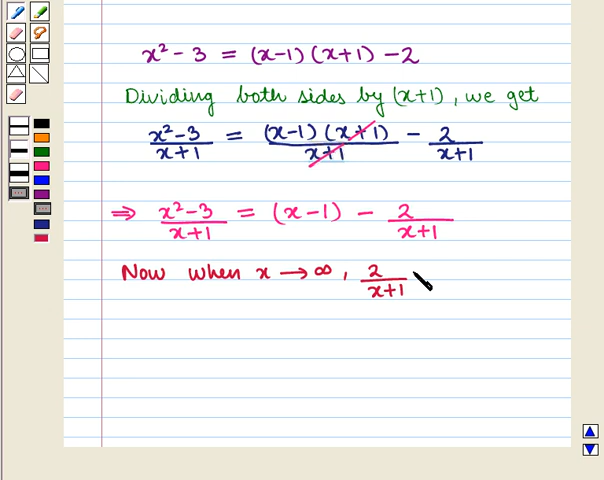 x² - 3 = (x-1) (x+1) - 2
Dividing both sides by (x+1), we get
x²-3/x+1 = (x-1) (x+1)/x+1 - 2/x+1
⇒ x²-3/x+1 = (x-1) - 2/x+1
Now when x → ∞, 2/x+1